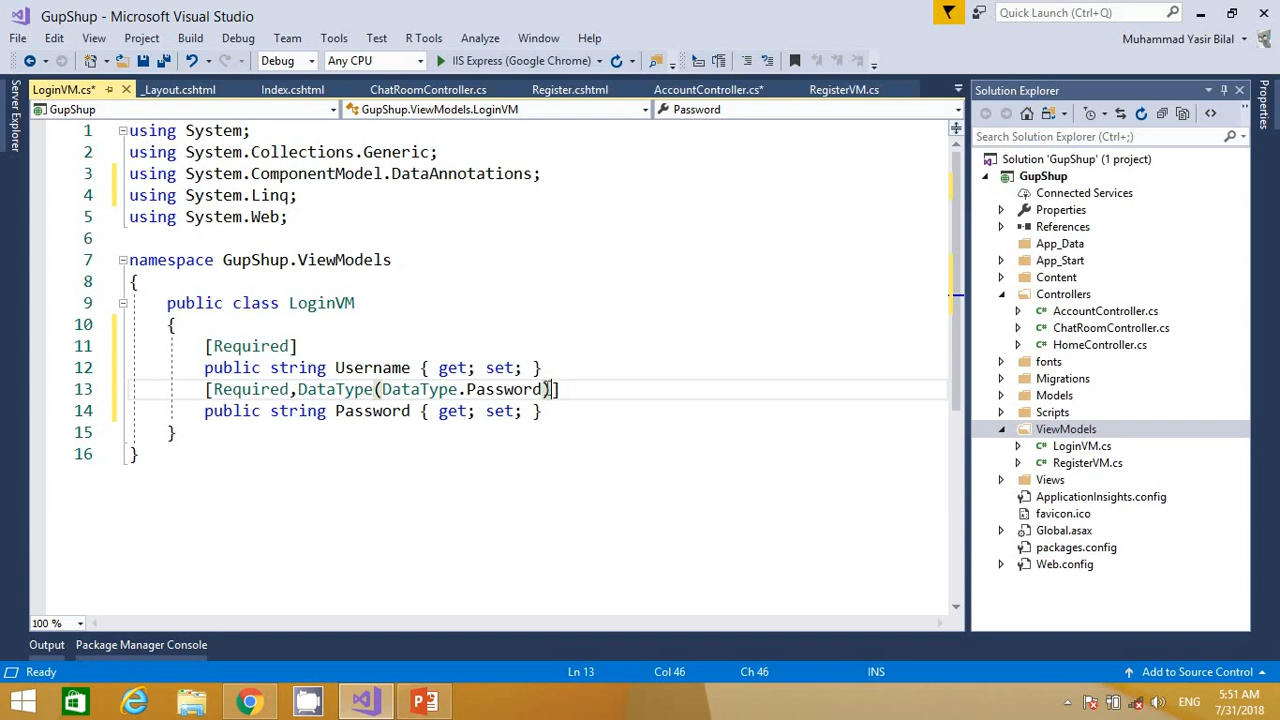 GupShup - Microsoft Visual Studio
Quick Launch (Ctrl+Q)
File Edit View Project Build Debug Team Tools Test R Tools Analyze Window Help
Muhammad Yasir Bilal
Debug Any CPU IIS Express (Google Chrome)
Server Explorer
LoginVM.cs* _Layout.cshtml Index.cshtml ChatRoomController.cs Register.cshtml AccountController.cs* RegisterVM.cs
GupShup GupShup.ViewModels.LoginVM Password
1 using System;
2 using System.Collections.Generic;
3 using System.ComponentModel.DataAnnotations;
4 using System.Linq;
5 using System.Web;
6
7 namespace GupShup.ViewModels
8 {
9 public class LoginVM
10 {
11 [Required]
12 public string Username { get; set; }
13 [Required,DataType(DataType.Password)]
14 public string Password { get; set; }
15 }
16 }
100 %
Solution Explorer
Search Solution Explorer (Ctrl+;)
Solution 'GupShup' (1 project)
GupShup
Connected Services
Properties
References
App_Data
App_Start
Content
Controllers
C# AccountController.cs
C# ChatRoomController.cs
C# HomeController.cs
fonts
Migrations
Models
Scripts
ViewModels
C# LoginVM.cs
C# RegisterVM.cs
Views
ApplicationInsights.config
favicon.ico
Global.asax
packages.config
Web.config
Properties
Output Package Manager Console
Ready Ln 13 Col 46 Ch 46 INS Add to Source Control
ENG
5:51 AM
7/31/2018